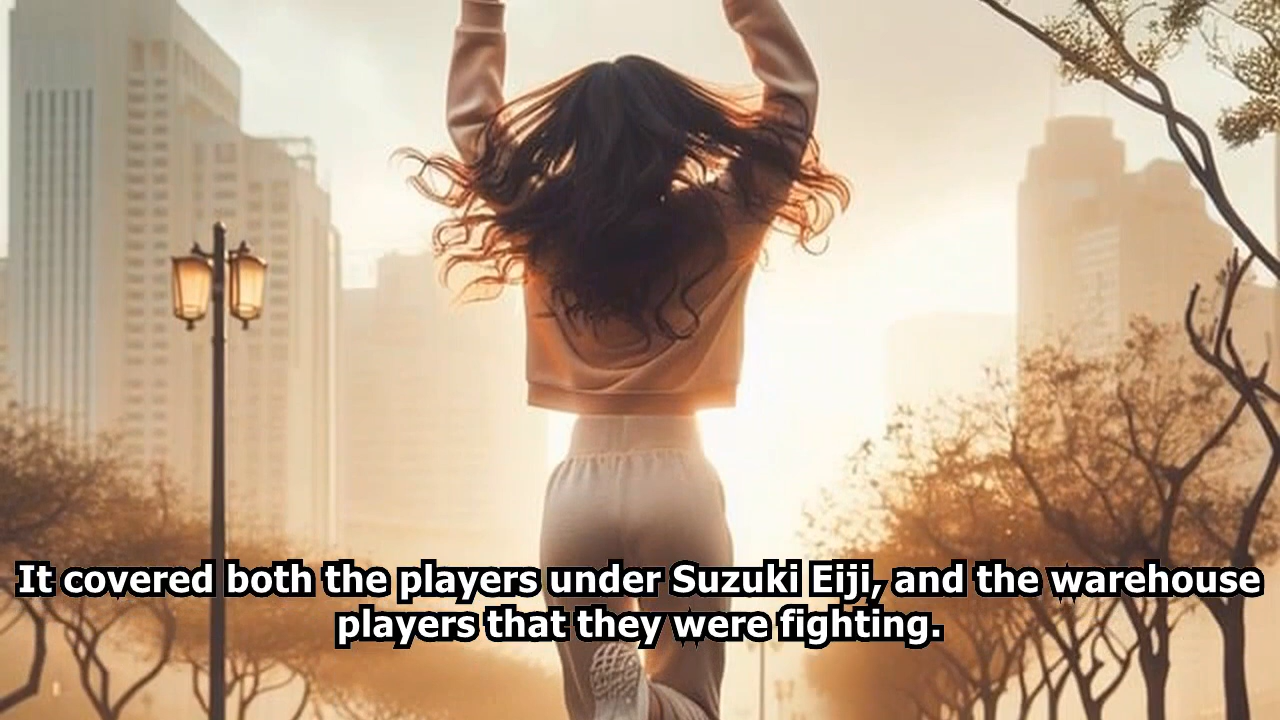 It covered both the players under Suzuki Eiji, and the warehouse
players that they were fighting.